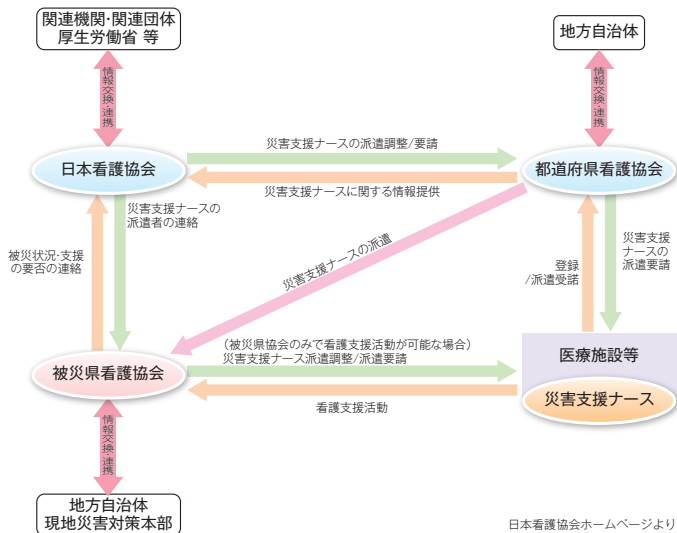 関連機関・関連団体
厚生労働省 等
地方自治体
情報交換・連携
情報交換・連携
災害支援ナースの派遣調整/要請
日本看護協会
都道府県看護協会
災害支援ナースに関する情報提供
災害支援ナースの
派遣者の連絡
被災状況・支援
の要否の連絡
災害支援ナースの派遣
登録
/派遣受諾
災害支援
ナースの
派遣要請
（被災県協会のみで看護支援活動が可能な場合）
災害支援ナース派遣調整/派遣要請
医療施設等
被災県看護協会
災害支援ナース
看護支援活動
情報交換・連携
地方自治体
現地災害対策本部
日本看護協会ホームページより